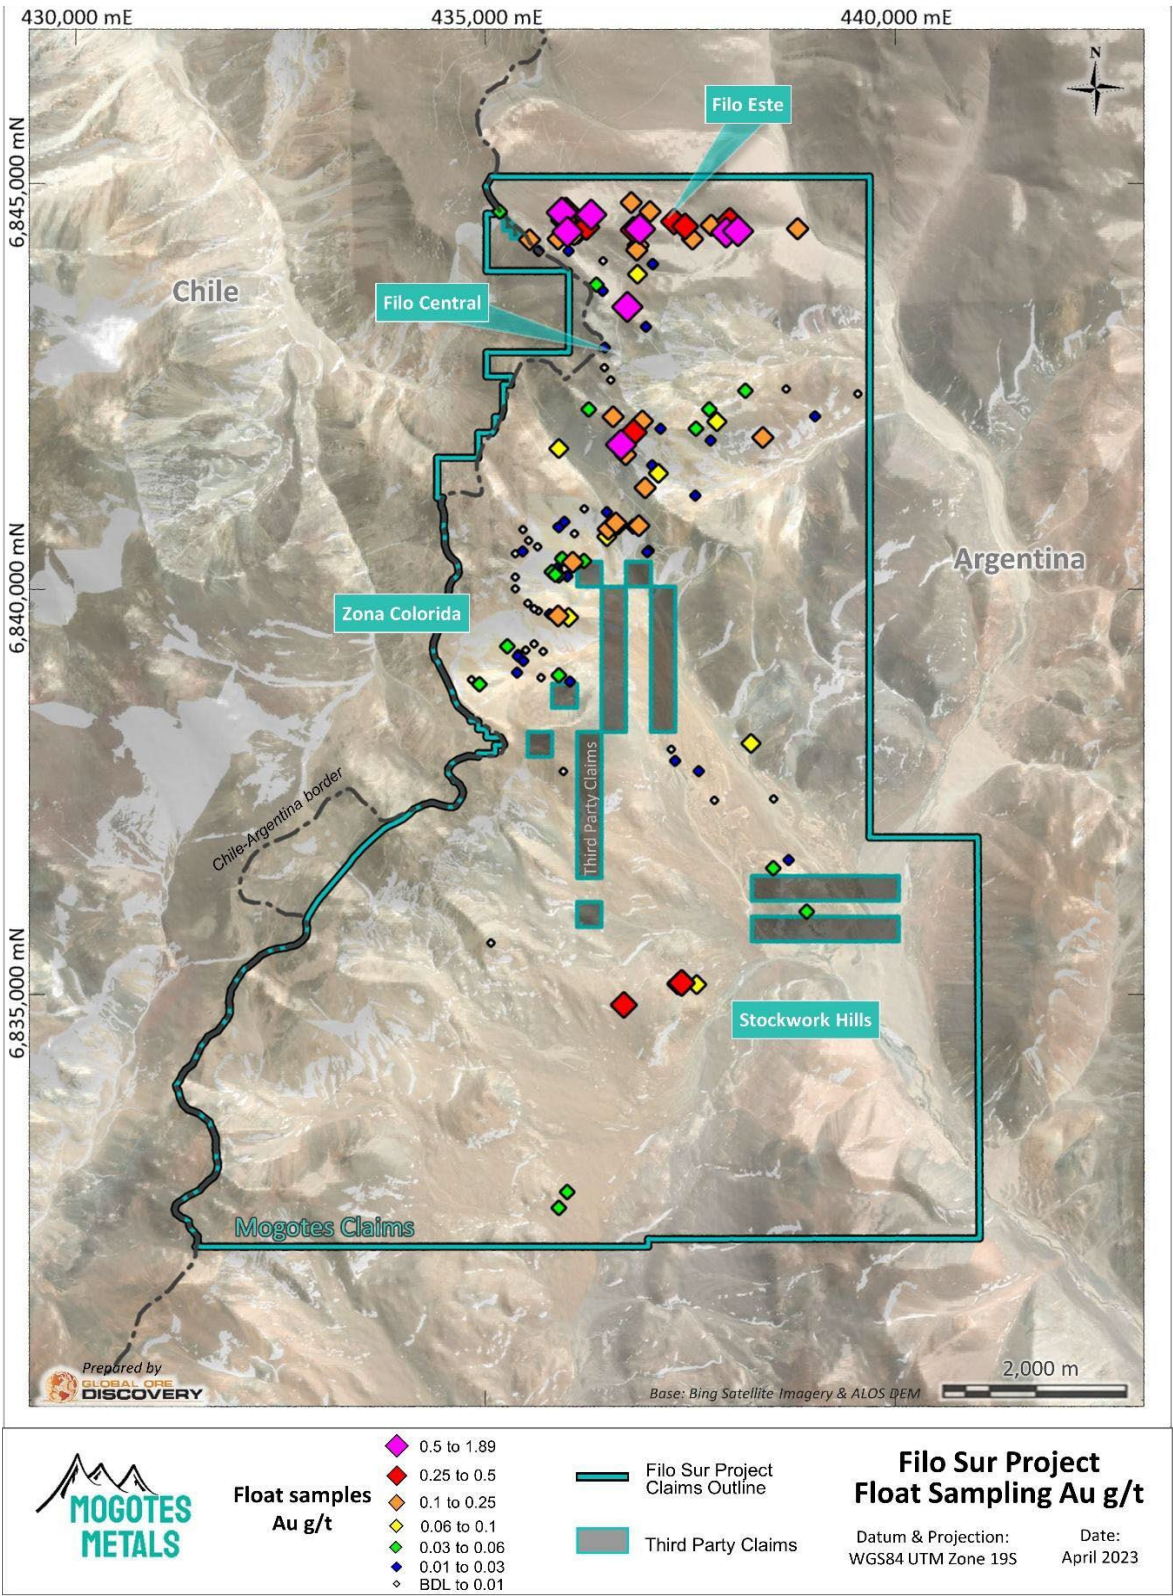 430,000 mE
435,000 mE
440,000 mE
N
Filo Este
6,845,000 mN
Chile
Filo Central
Argentina
6,840,000 mN
Zona Colorida
Third Party Claims
Chile-Argentina border
6,835,000 mN
Stockwork Hills
Mogotes Claims
Prepared by
GLOBAL ORE
DISCOVERY
2,000 m
Base: Bing Satellite Imagery & ALOS DEM
MOGOTES
METALS
Float samples
Au g/t
0.5 to 1.89
0.25 to 0.5
0.1 to 0.25
0.06 to 0.1
0.03 to 0.06
0.01 to 0.03
BDL to 0.01
Filo Sur Project
Claims Outline
Third Party Claims
Filo Sur Project
Float Sampling Au g/t
Datum & Projection:
WGS84 UTM Zone 19S
Date:
April 2023